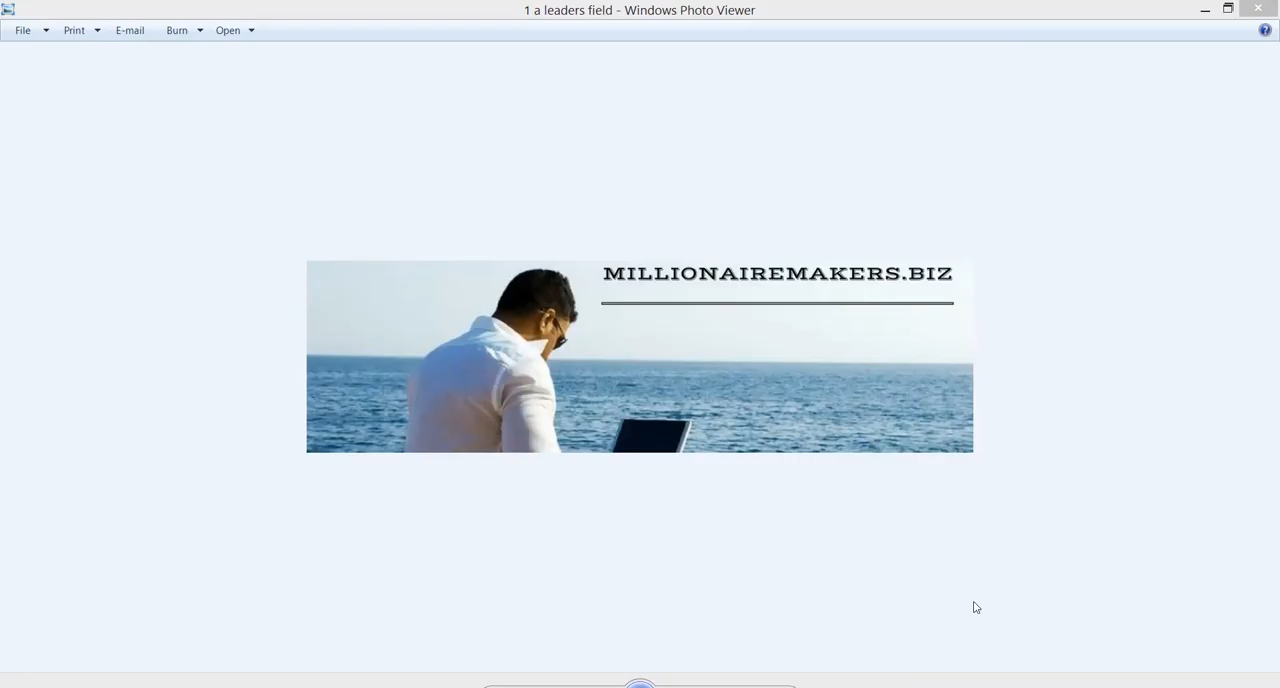 1 a leaders field - Windows Photo Viewer
File Print E-mail Burn Open
MILLIONAIREMAKERS.BIZ